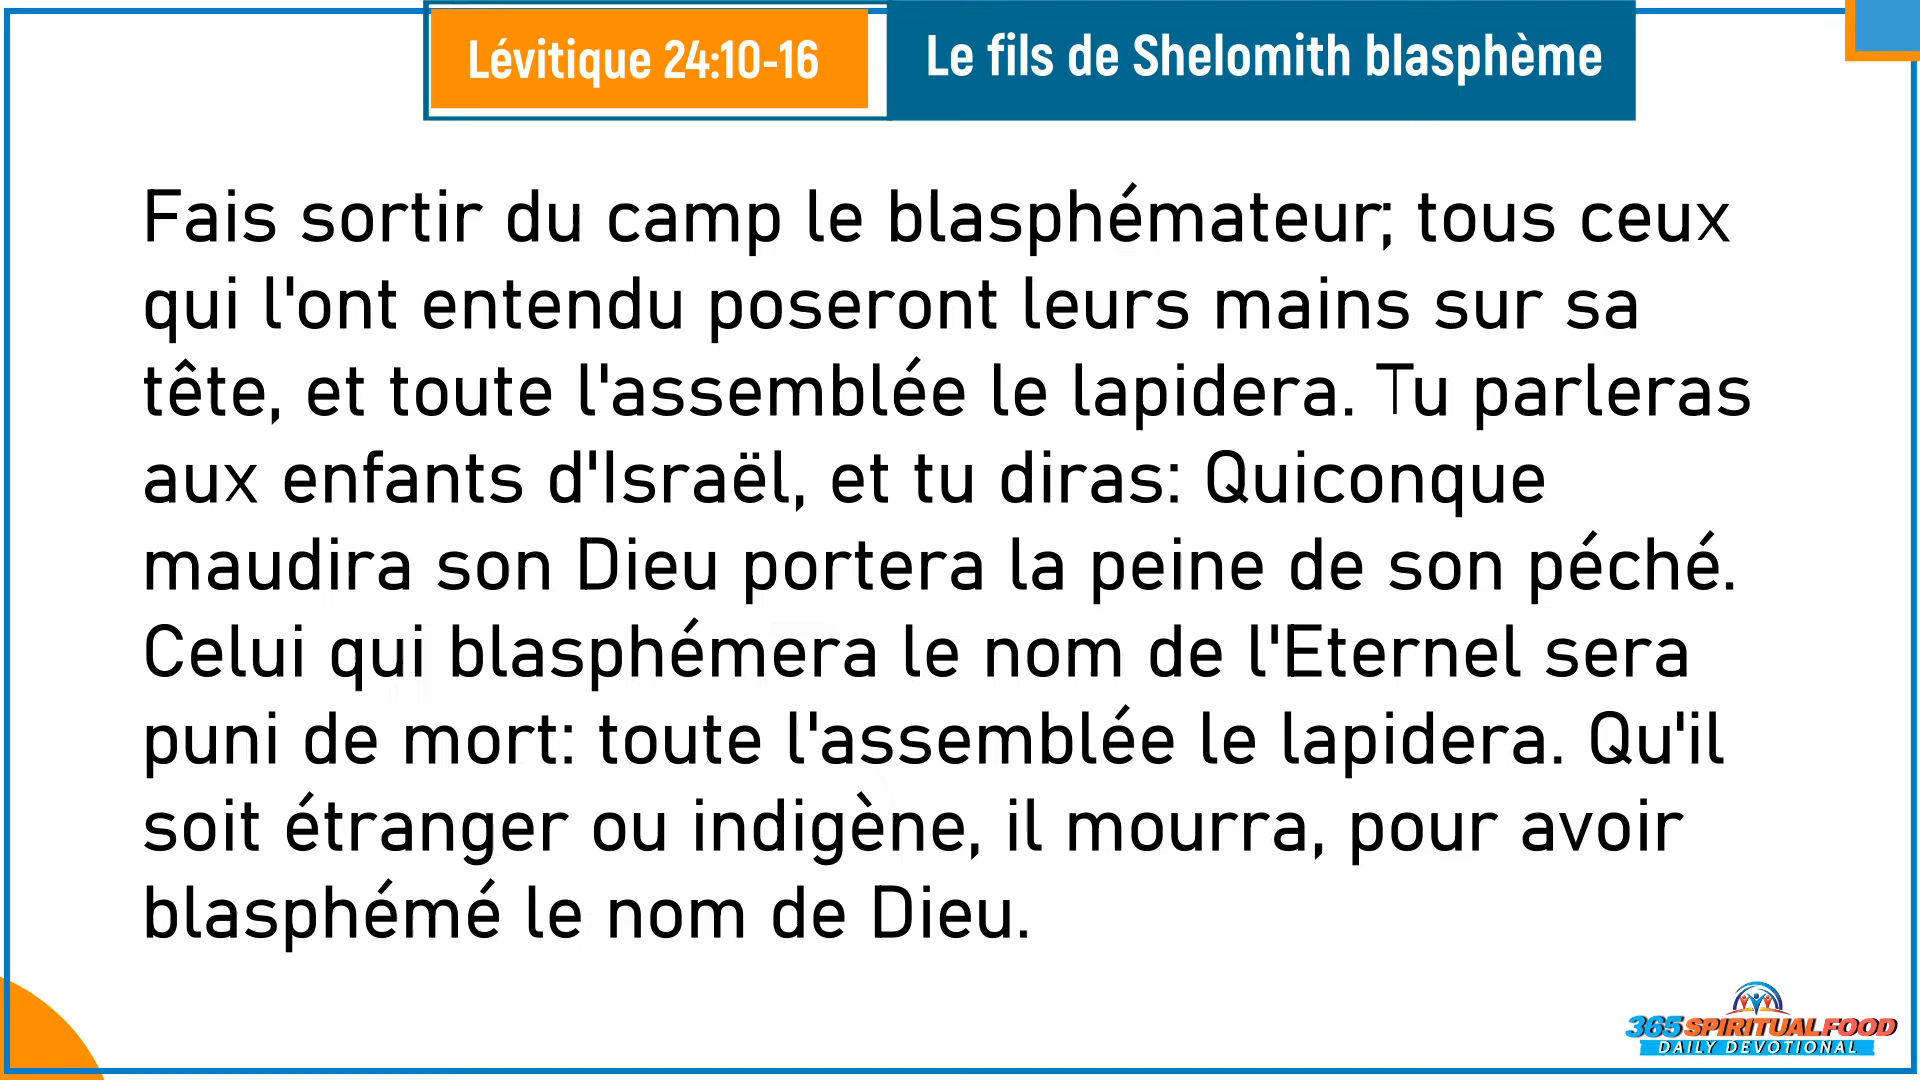 Lévitique 24:10-16
Le fils de Shelomith blasphème
Fais sortir du camp le blasphémateur; tous ceux
qui l'ont entendu poseront leurs mains sur sa
tête, et toute l'assemblée le lapidera. Tu parleras
aux enfants d'Israël, et tu diras: Quiconque
maudira son Dieu portera la peine de son péché.
Celui qui blasphémera le nom de l'Eternel sera
puni de mort: toute l'assemblée le lapidera. Qu'il
soit étranger ou indigène, il mourra, pour avoir
blasphémé le nom de Dieu.
365 SPIRITUAL FOOD
DAILY DEVOTIONAL